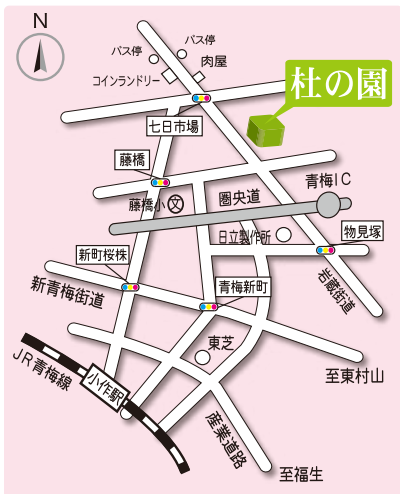 N
バス停
バス停
肉屋
コインランドリー
杜の園
七日市場
藤橋
青梅IC
藤橋小
文
圏央道
日立製作所
物見塚
新町桜株
岩蔵街道
新青梅街道
青梅新町
東芝
JR青梅線
小作駅
至東村山
産業道路
至福生